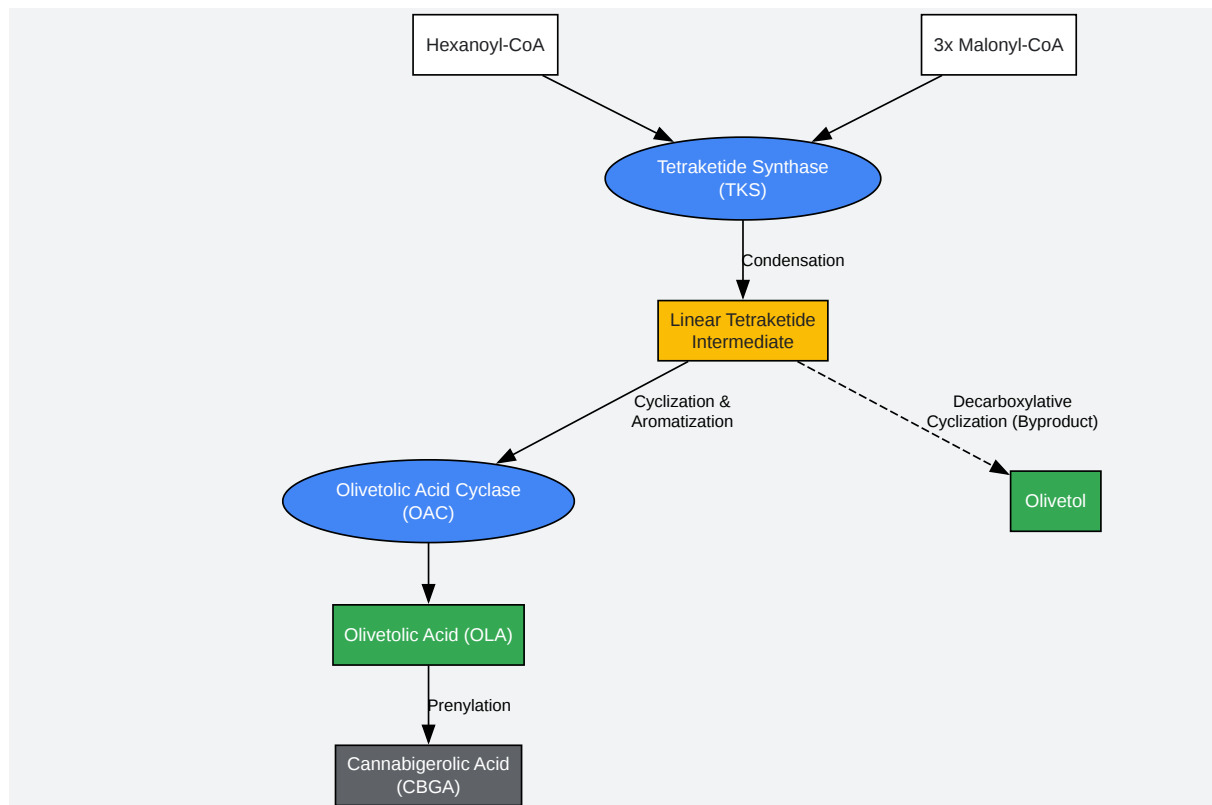 Hexanoyl-CoA
3x Malonyl-CoA
Tetraketide Synthase
(TKS)
Condensation
Linear Tetraketide
Intermediate
Cyclization &
Aromatization
Decarboxylative
Cyclization (Byproduct)
Olivetolic Acid Cyclase
(OAC)
Olivetol
Olivetolic Acid (OLA)
Prenylation
Cannabigerolic Acid
(CBGA)